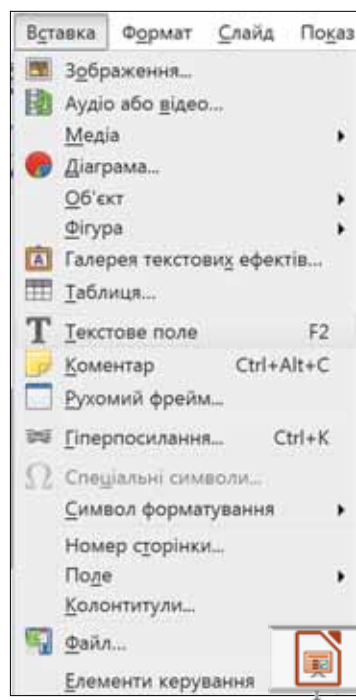 Вставка Формат Слайд Показ
Зображення...
Аудіо або відео...
Медіа
Діаграма...
Об'єкт
Фігура
Галерея текстових ефектів...
Таблиця...
Текстове поле F2
Коментар Ctrl+Alt+C
Рухомий фрейм...
Гіперпосилання... Ctrl+K
Спеціальні символи...
Символ форматування
Номер сторінки...
Поле
Колонтитули...
Файл...
Елементи керування